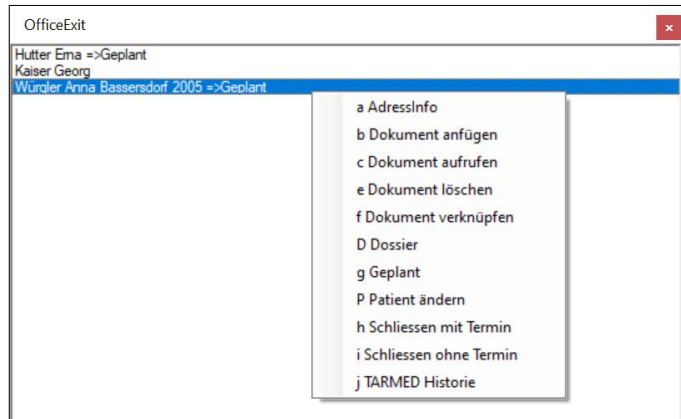 OfficeExit
x
Hutter Erna =>Geplant
Kaiser Georg
Würgler Anna Bassersdorf 2005 =>Geplant
a AdressInfo
b Dokument anfügen
c Dokument aufrufen
e Dokument löschen
f Dokument verknüpfen
D Dossier
g Geplant
P Patient ändern
h Schliessen mit Termin
i Schliessen ohne Termin
j TARMED Historie